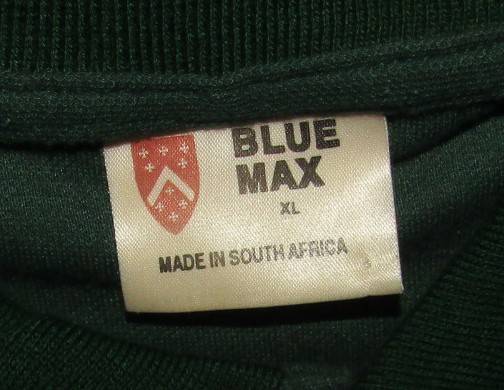 BLUE
MAX
XL
MADE IN SOUTH AFRICA